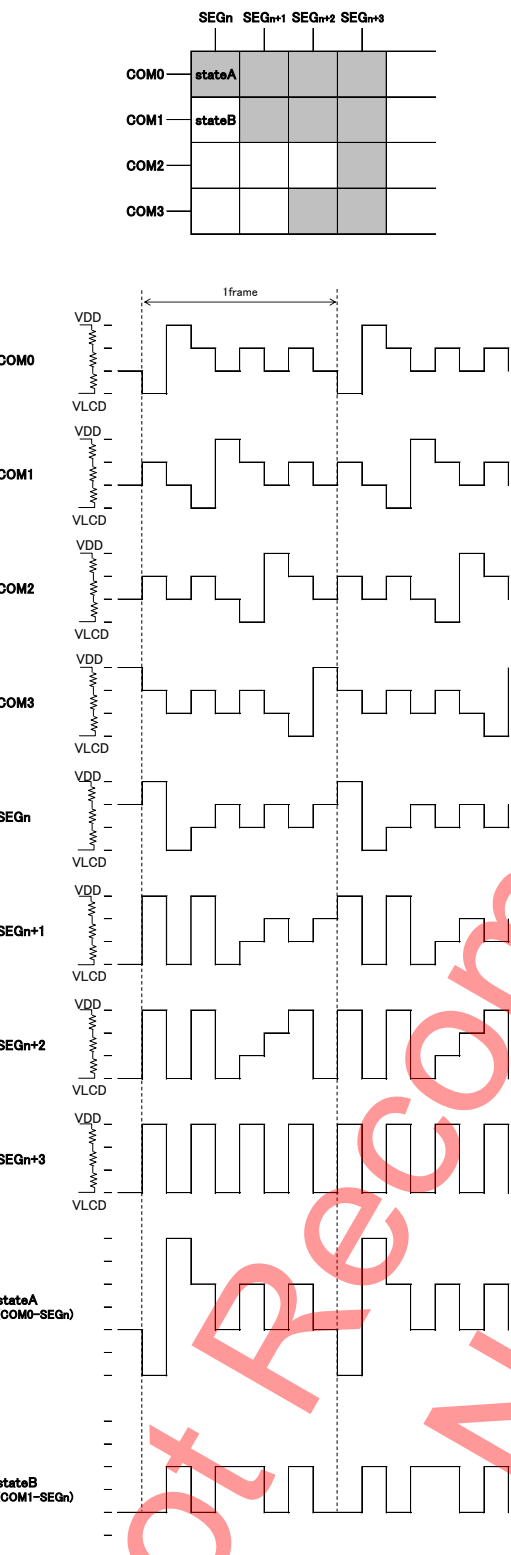 SEGn SEGn+1 SEGn+2 SEGn+3
COM0 stateA
COM1 stateB
COM2
COM3
1frame
VDD
COM0
VLCD
VDD
COM1
VLCD
VDD
COM2
VLCD
VDD
COM3
VLCD
VDD
SEGn
VLCD
VDD
SEGn+1
VLCD
VDD
SEGn+2
VLCD
VDD
SEGn+3
VLCD
stateA
(COM0-SEGn)
stateB
(COM1-SEGn)
ot Recom
N